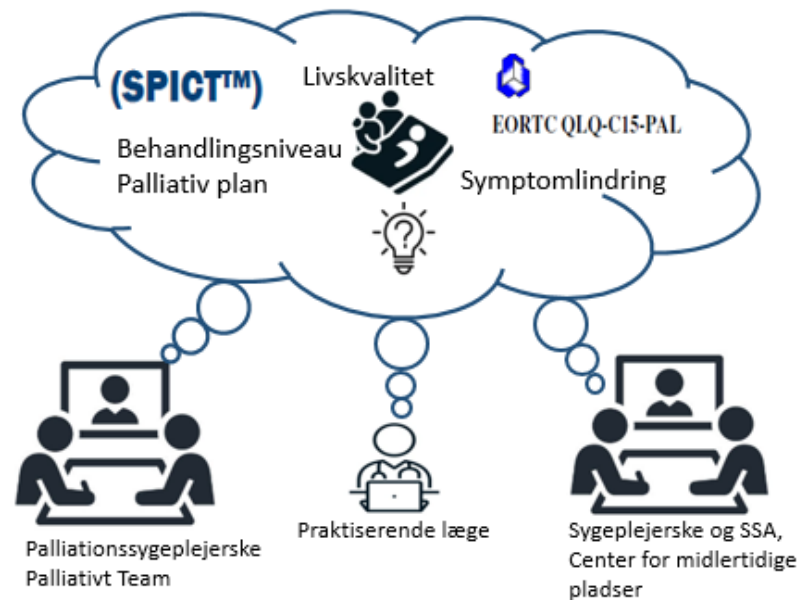 (SPICT™)
Livskvalitet
EORTC QLQ-C15-PAL
Behandlingsniveau
Palliativ plan
Symptomlindring
?
Palliationssygeplejerske
Palliativt Team
Praktiserende læge
Sygeplejerske og SSA,
Center for midlertidige
pladser